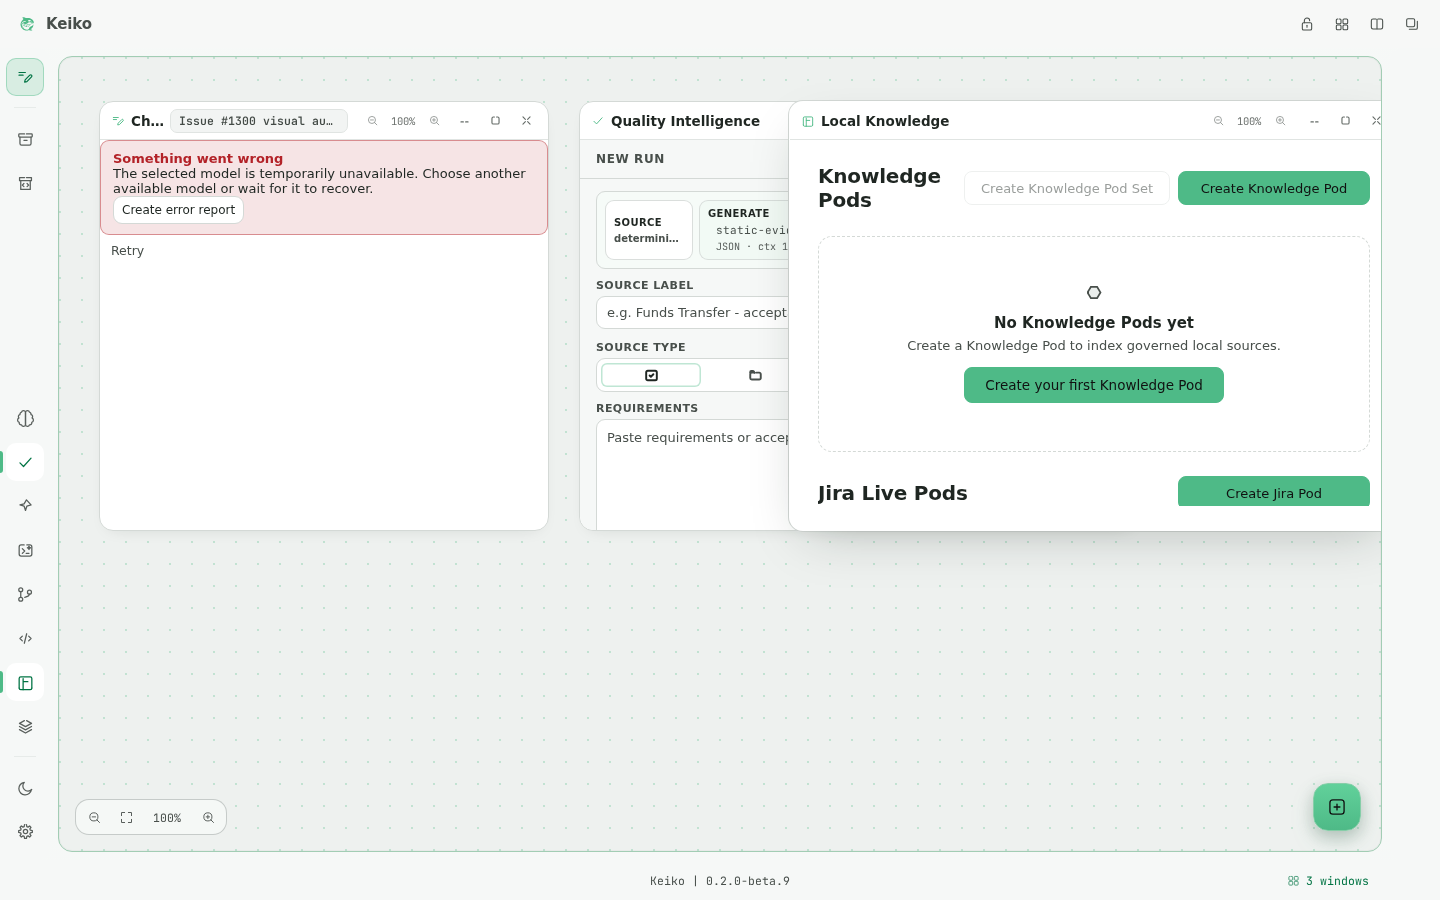 Keiko
Ch...
Issue #1300 visual au...
100%
Something went wrong
The selected model is temporarily unavailable. Choose another
available model or wait for it to recover.
Create error report
Retry
Quality Intelligence
NEW RUN
SOURCE
determini...
GENERATE
static-evi
JSON · ctx 1
SOURCE LABEL
e.g. Funds Transfer - accept
SOURCE TYPE
REQUIREMENTS
Paste requirements or accep
Local Knowledge
100%
Knowledge
Pods
Create Knowledge Pod Set
Create Knowledge Pod
No Knowledge Pods yet
Create a Knowledge Pod to index governed local sources.
Create your first Knowledge Pod
Jira Live Pods
Create Jira Pod
100%
Keiko | 0.2.0-beta.9
3 windows